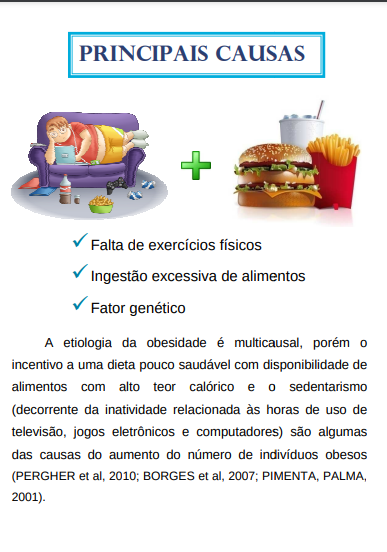 PRINCIPAIS CAUSAS
Falta de exercícios físicos
Ingestão excessiva de alimentos
Fator genético
A etiologia da obesidade é multicausal, porém o
incentivo a uma dieta pouco saudável com disponibilidade de
alimentos com alto teor calórico e o sedentarismo
(decorrente da inatividade relacionada às horas de uso de
televisão, jogos eletrônicos e computadores) são algumas
das causas do aumento do número de indivíduos obesos
(PERGHER et al, 2010; BORGES et al, 2007; PIMENTA, PALMA,
2001).